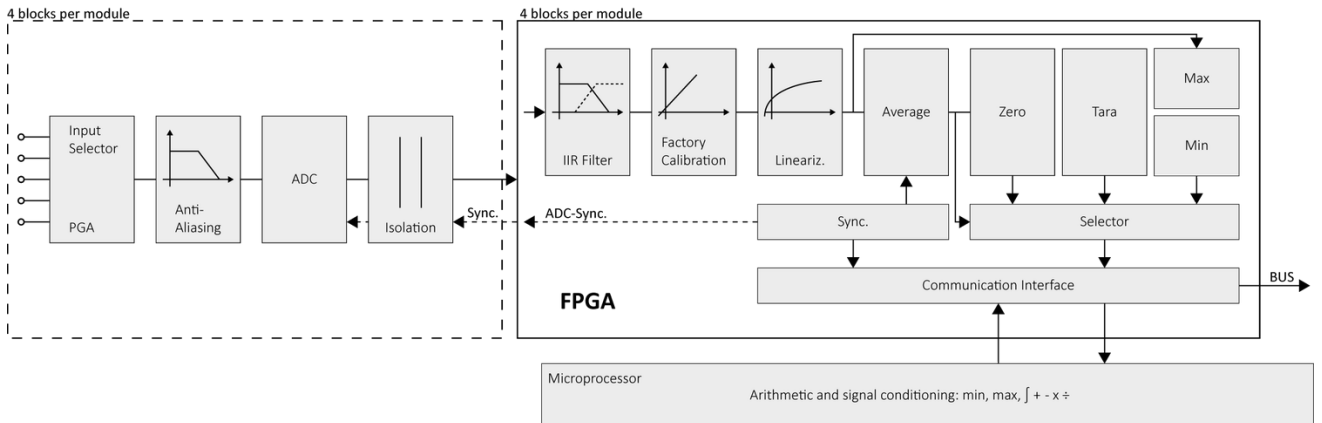 4 blocks per module
Input
Selector
PGA
Anti-
Aliasing
ADC
Isolation
Sync.
4 blocks per module
IIR Filter
Factory
Calibration
Lineariz.
Average
Zero
Tara
Max
Min
ADC-Sync.
Sync.
Selector
Communication Interface
BUS
FPGA
Microprocessor
Arithmetic and signal conditioning: min, max, ∫ + - x ÷